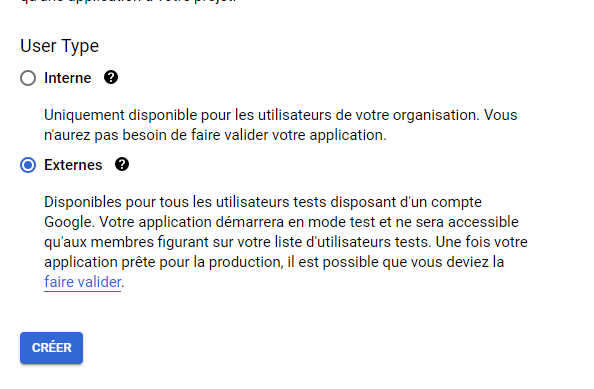 qu'une application à votre projet.
User Type
Interne ?
Uniquement disponible pour les utilisateurs de votre organisation. Vous
n'aurez pas besoin de faire valider votre application.
Externes ?
Disponibles pour tous les utilisateurs tests disposant d'un compte
Google. Votre application démarrera en mode test et ne sera accessible
qu'aux membres figurant sur votre liste d'utilisateurs tests. Une fois votre
application prête pour la production, il est possible que vous deviez la
faire valider.
CRÉER